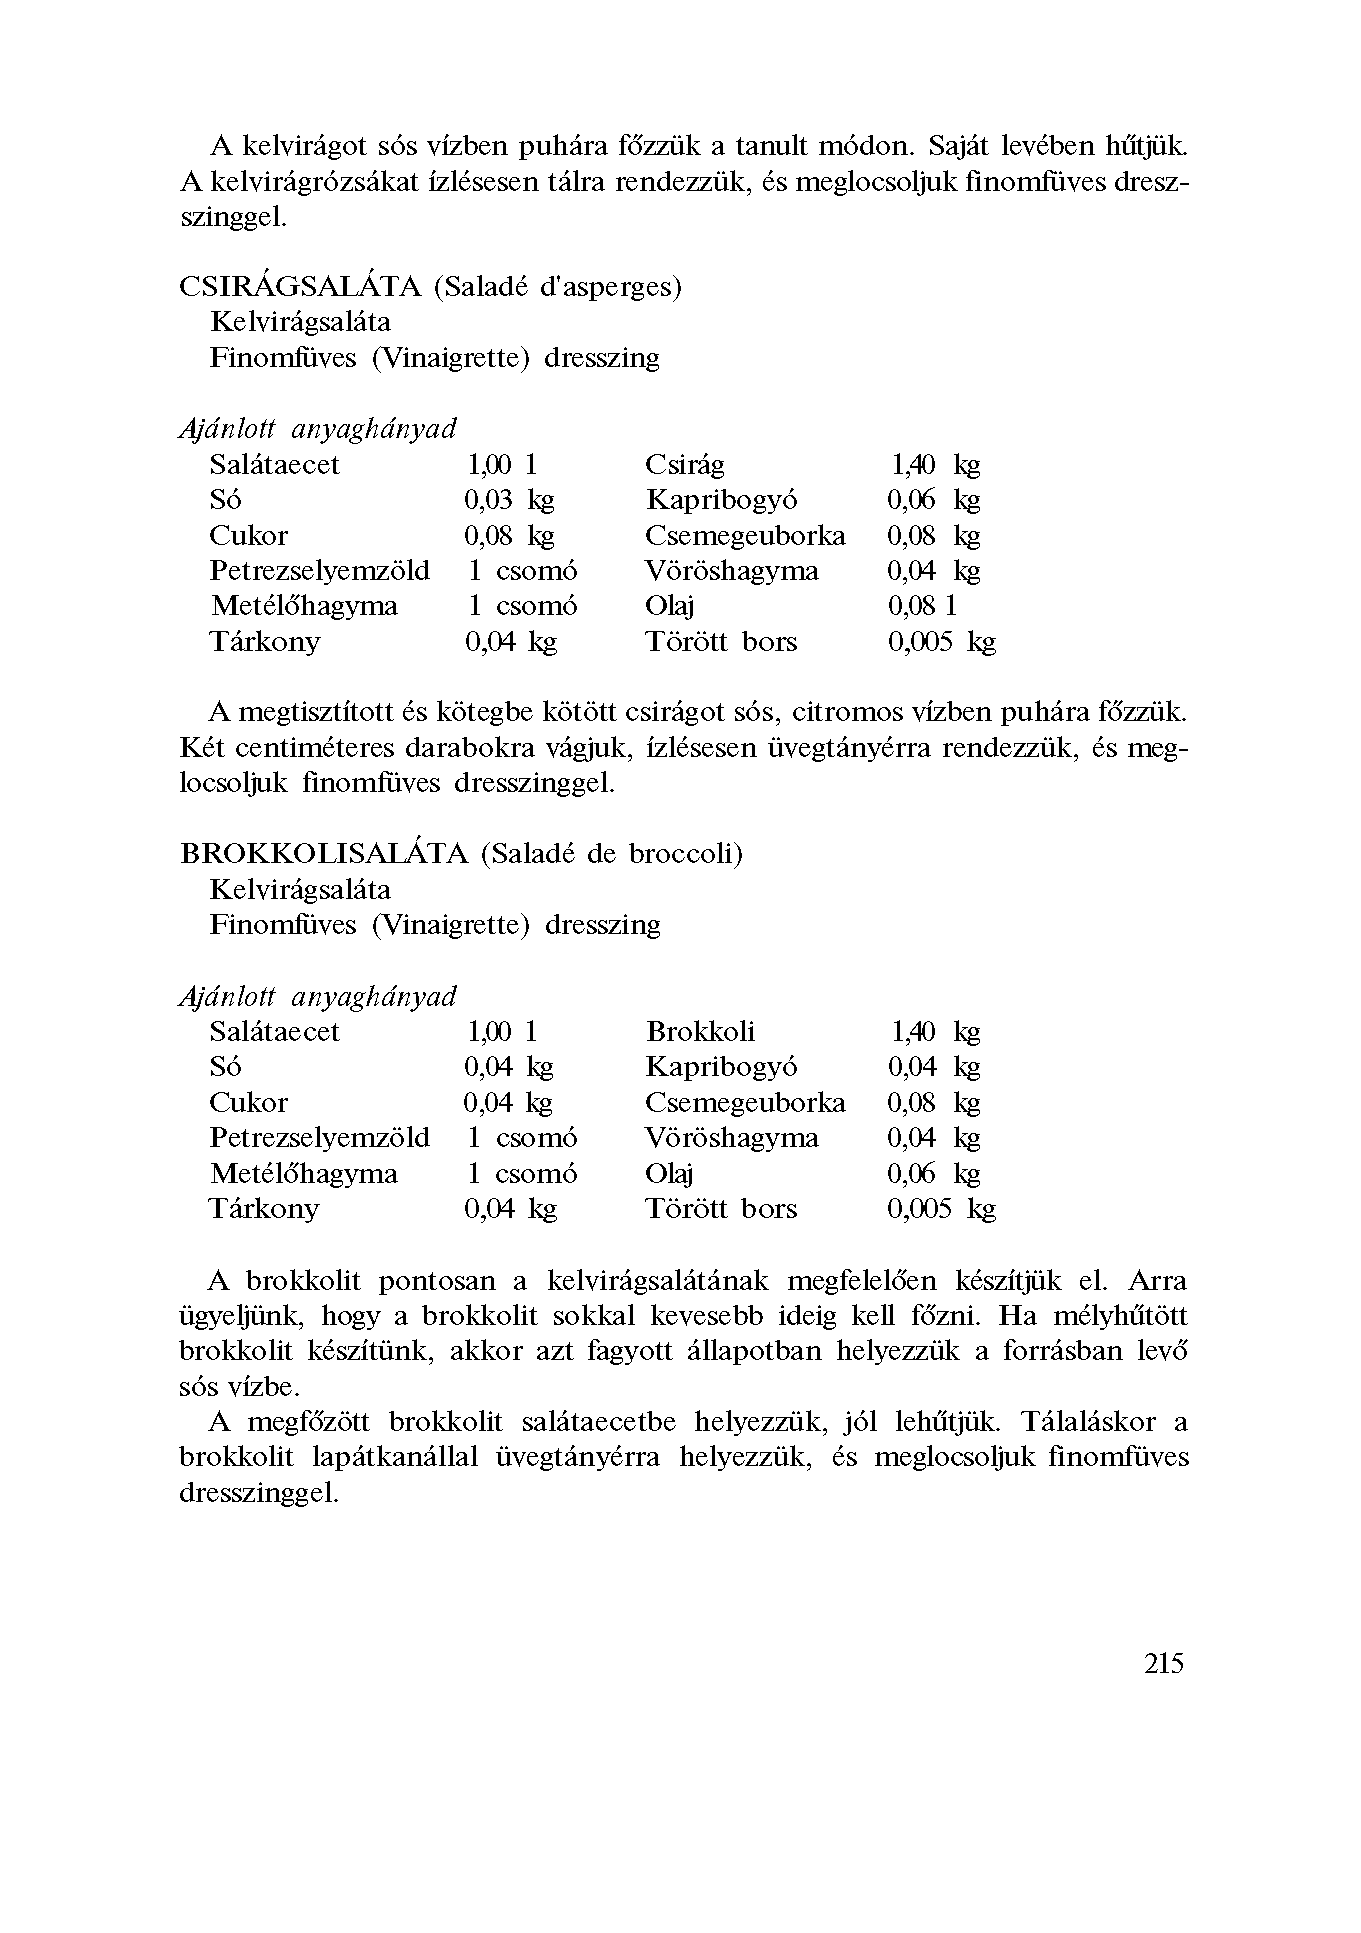 A kelvirágot sós vízben puhára főzzük a tanult módon. Saját levében hűtjük.
A kelvirágrózsákat ízlésesen tálra rendezzük, és meglocsoljuk finomfüves dresz-
szinggel.
CSIRÁGSALÁTA (Saladé d'asperges)
Kelvirágsaláta
Finomfüves (Vinaigrette) dresszing
Ajánlott anyaghányad
Salátaecet 1,00 l Csirág 1,40 kg
Só 0,03 kg Kapribogyó 0,06 kg
Cukor 0,08 kg Csemegeuborka 0,08 kg
Petrezselyemzöld 1 csomó Vöröshagyma 0,04 kg
Metélőhagyma 1 csomó Olaj 0,08 l
Tárkony 0,04 kg Törött bors 0,005 kg
A megtisztított és kötegbe kötött csirágot sós, citromos vízben puhára főzzük.
Két centiméteres darabokra vágjuk, ízlésesen üvegtányérra rendezzük, és meg-
locsoljuk finomfüves dresszinggel.
BROKKOLISALÁTA (Saladé de broccoli)
Kelvirágsaláta
Finomfüves (Vinaigrette) dresszing
Ajánlott anyaghányad
Salátaecet 1,00 l Brokkoli 1,40 kg
Só 0,04 kg Kapribogyó 0,04 kg
Cukor 0,04 kg Csemegeuborka 0,08 kg
Petrezselyemzöld 1 csomó Vöröshagyma 0,04 kg
Metélőhagyma 1 csomó Olaj 0,06 kg
Tárkony 0,04 kg Törött bors 0,005 kg
A brokkolit pontosan a kelvirágsalátának megfelelően készítjük el. Arra
ügyeljünk, hogy a brokkolit sokkal kevesebb ideig kell főzni. Ha mélyhűtött
brokkolit készítünk, akkor azt fagyott állapotban helyezzük a forrásban levő
sós vízbe.
A megfőzött brokkolit salátaecetbe helyezzük, jól lehűtjük. Tálaláskor a
brokkolit lapátkanállal üvegtányérra helyezzük, és meglocsoljuk finomfüves
dresszinggel.
215